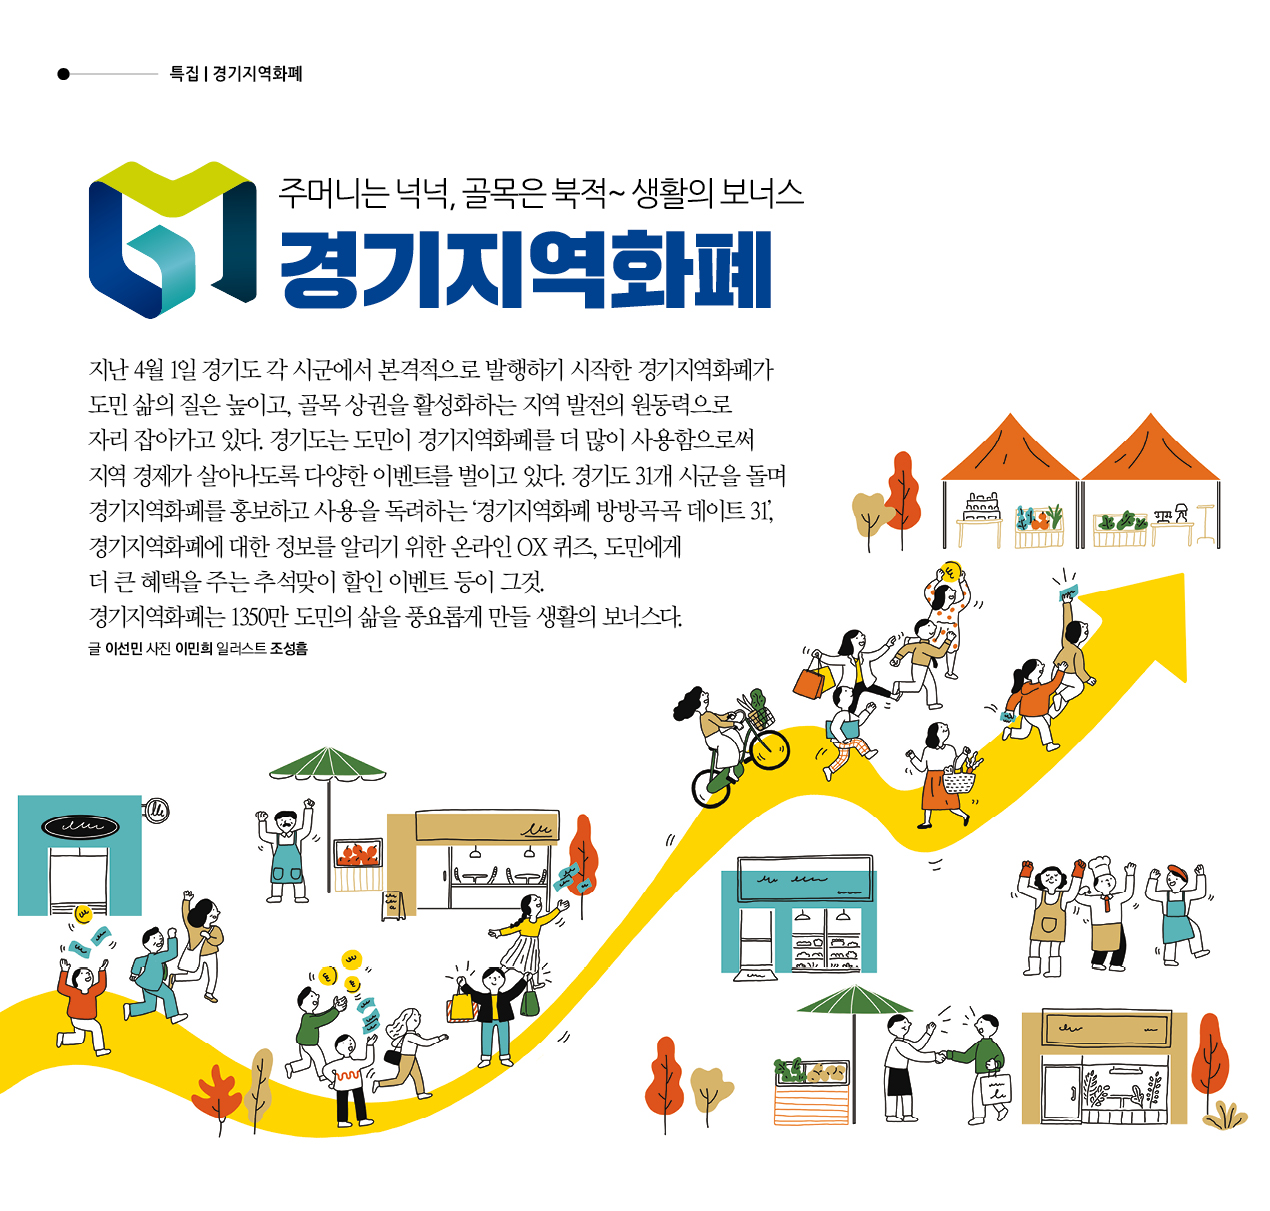 특집 | 경기지역화폐
주머니는 넉넉, 골목은 북적~ 생활의 보너스
경기지역화폐
지난 4월 1일 경기도 각 시군에서 본격적으로 발행하기 시작한 경기지역화폐가
도민 삶의 질은 높이고, 골목 상권을 활성화하는 지역 발전의 원동력으로
자리 잡아가고 있다. 경기도는 도민이 경기지역화폐를 더 많이 사용함으로써
지역 경제가 살아나도록 다양한 이벤트를 벌이고 있다. 경기도 31개 시군을 돌며
경기지역화폐를 홍보하고 사용을 독려하는 ‘경기지역화폐 방방곡곡 데이트 31’,
경기지역화폐에 대한 정보를 알리기 위한 온라인 OX 퀴즈, 도민에게
더 큰 혜택을 주는 추석맞이 할인 이벤트 등이 그것.
경기지역화폐는 1350만 도민의 삶을 풍요롭게 만들 생활의 보너스다.
글 이선민 사진 이민희 일러스트 조성흠